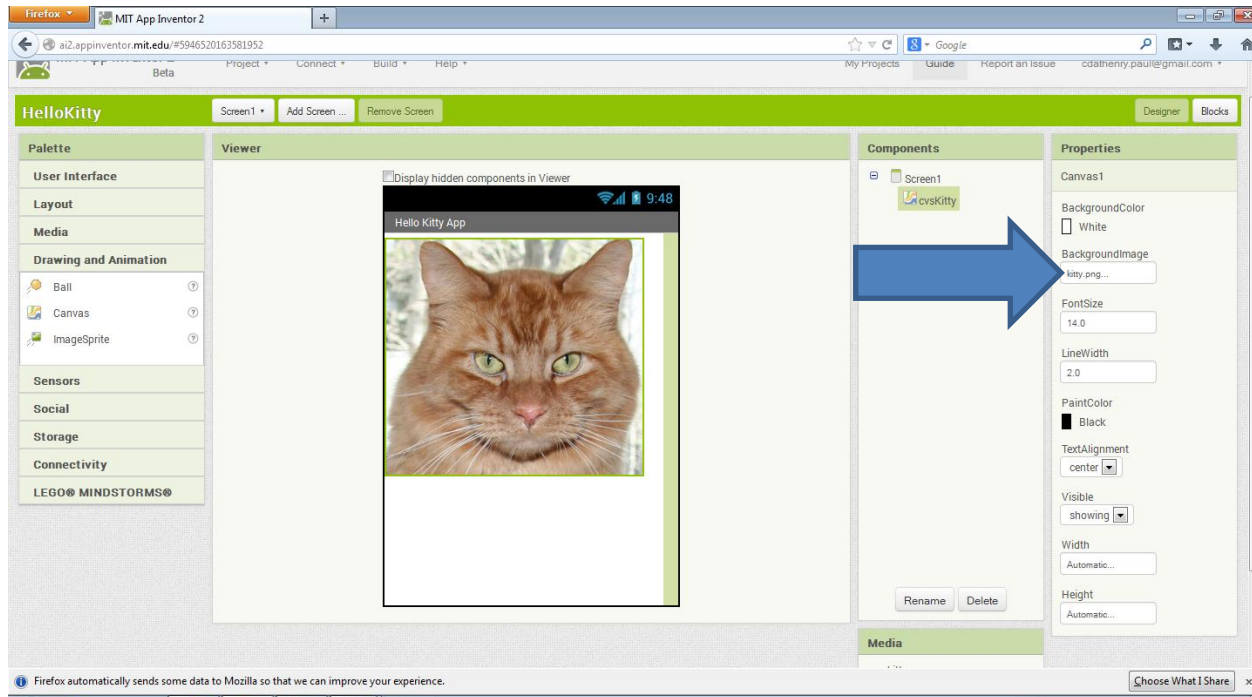 Firefox
MIT App Inventor 2
+
ai2.appinventor.mit.edu/#5946520163581952
Google
Beta
Project
Connect
Build
Help
My Projects
Guide
Report an Issue
cdathenry.paul@gmail.com
HelloKitty
Screen1
Add Screen ...
Remove Screen
Designer
Blocks
Palette
User Interface
Layout
Media
Drawing and Animation
Ball
Canvas
ImageSprite
Sensors
Social
Storage
Connectivity
LEGO® MINDSTORMS®
Viewer
Display hidden components in Viewer
9:48
Hello Kitty App
Components
Screen1
cvsKitty
Rename
Delete
Media
Properties
Canvas1
BackgroundColor
White
BackgroundImage
kitty.png...
FontSize
14.0
LineWidth
2.0
PaintColor
Black
TextAlignment
center
Visible
showing
Width
Automatic...
Height
Automatic...
Firefox automatically sends some data to Mozilla so that we can improve your experience.
Choose What I Share